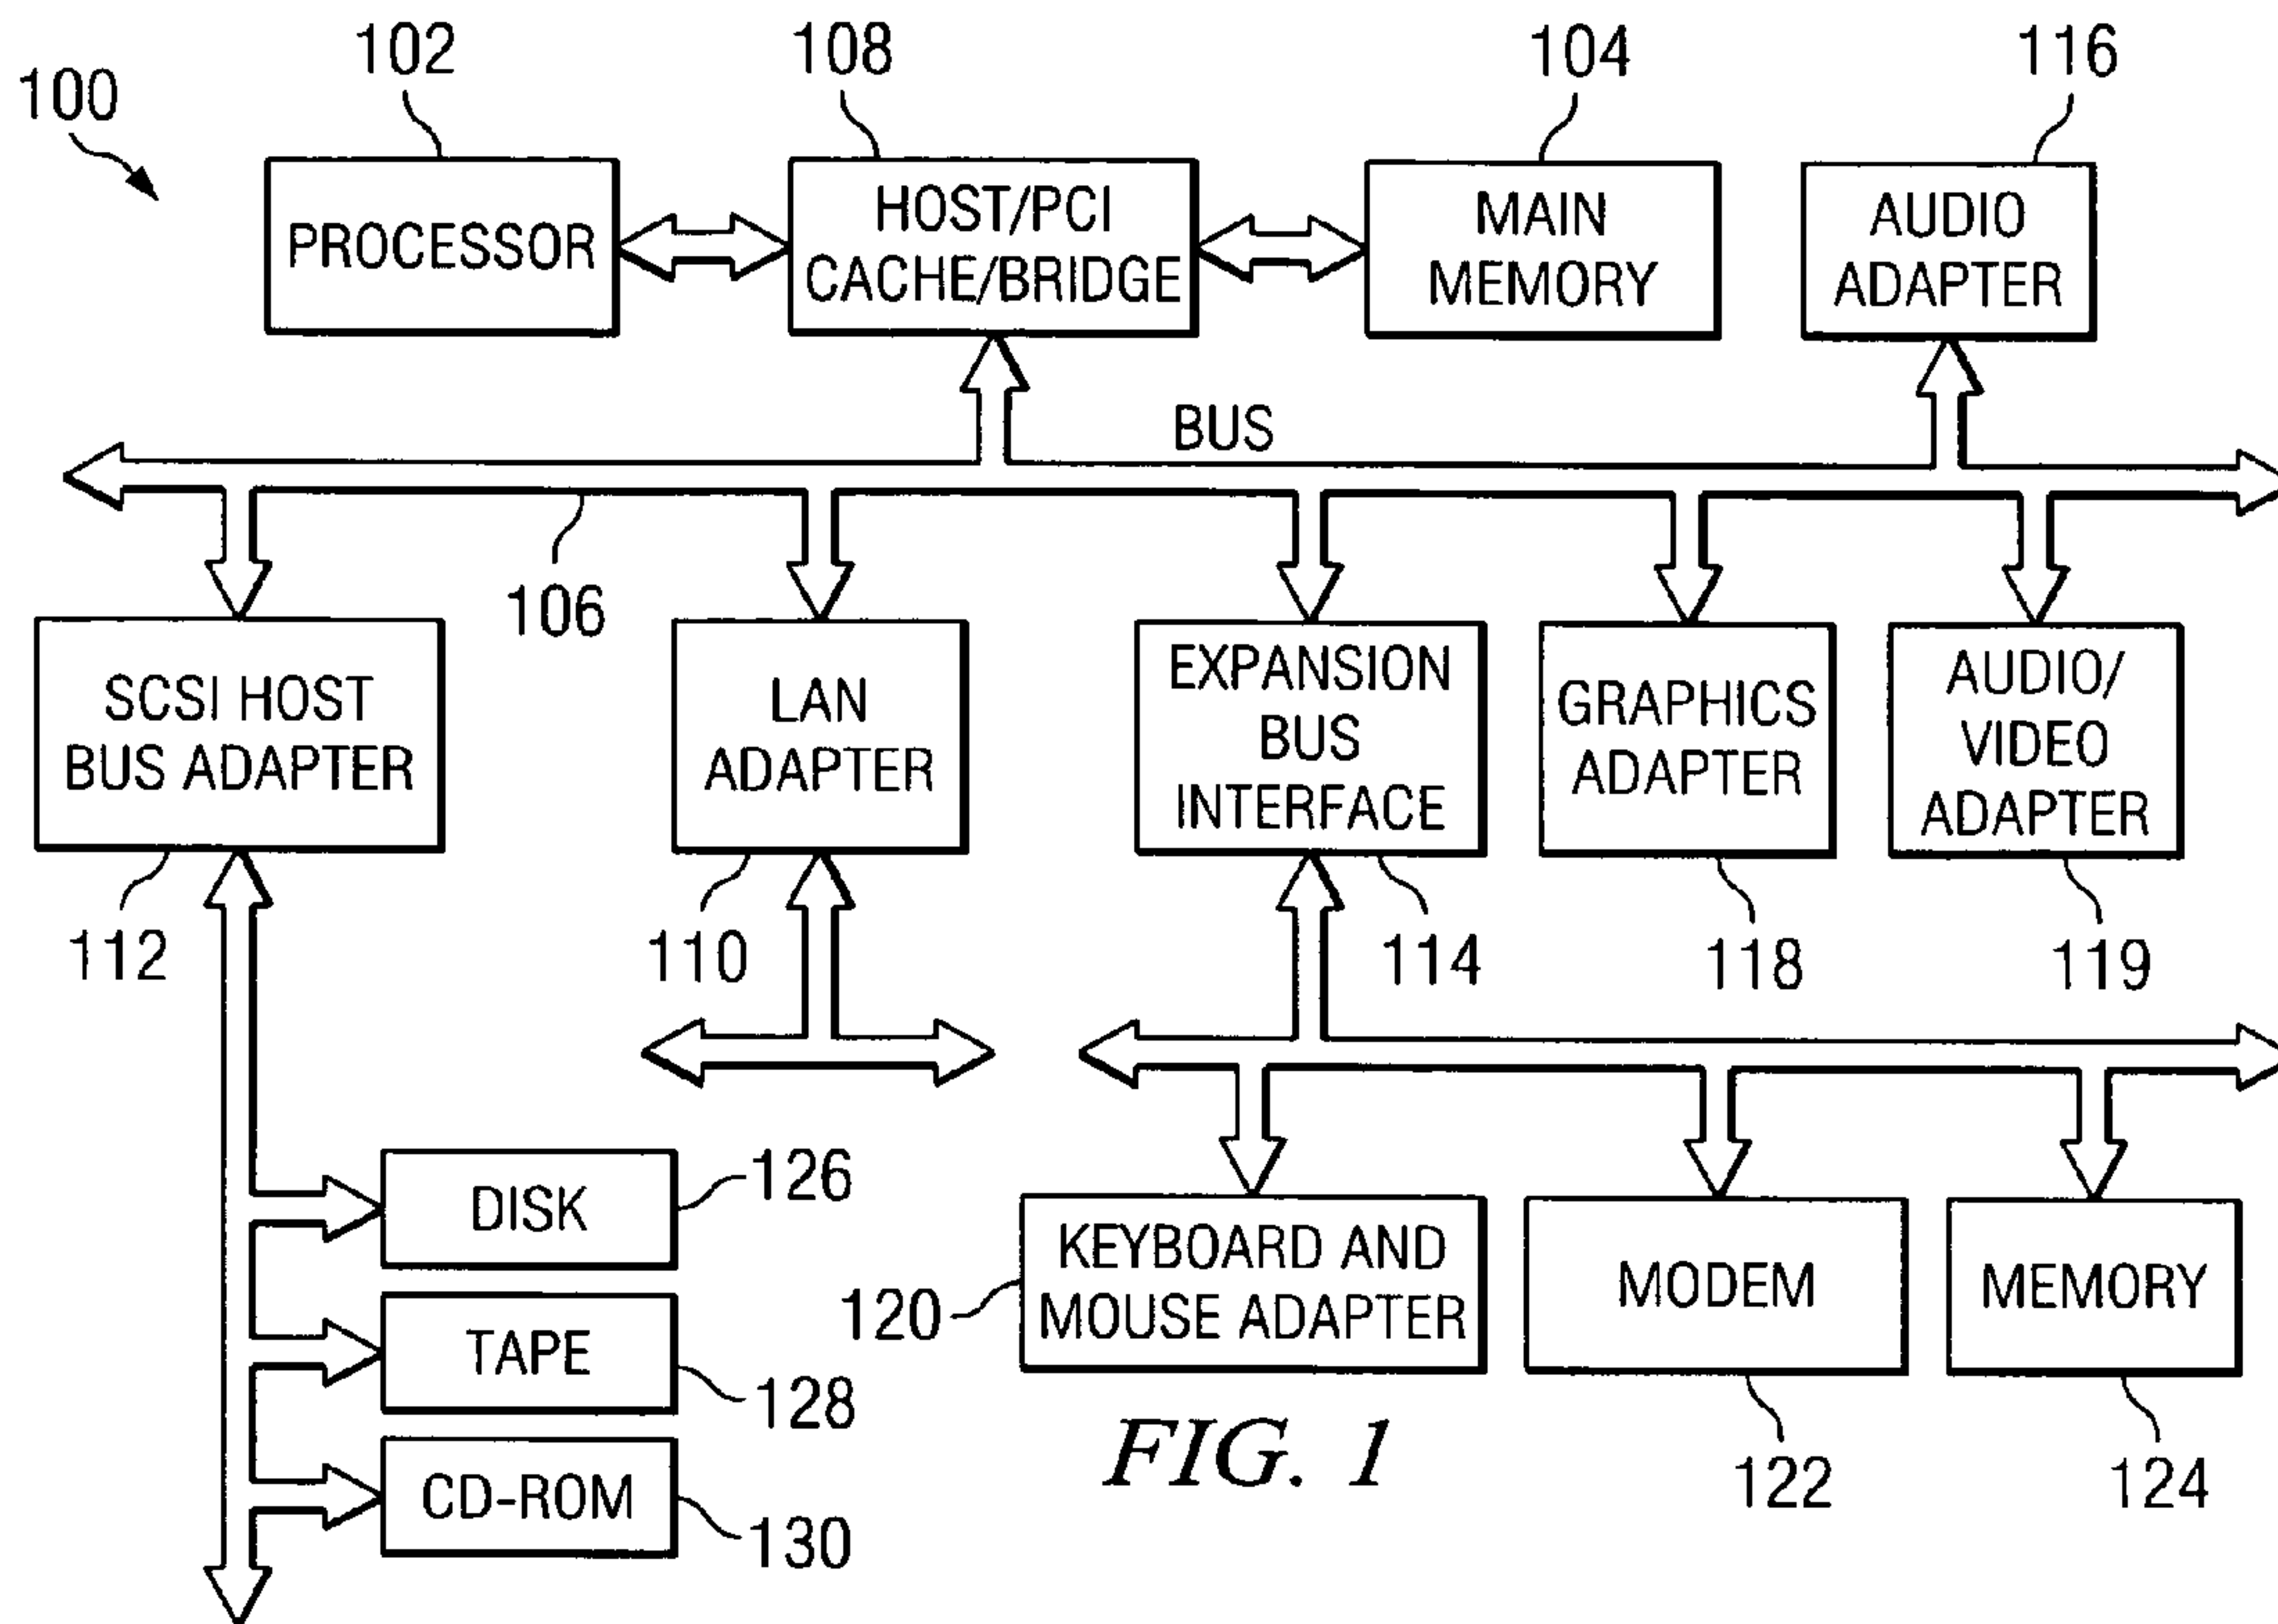 100
102
108
104
116
PROCESSOR
HOST/PCI
CACHE/BRIDGE
MAIN
MEMORY
AUDIO
ADAPTER
BUS
106
SCSI HOST
BUS ADAPTER
LAN
ADAPTER
EXPANSION
BUS
INTERFACE
GRAPHICS
ADAPTER
AUDIO/
VIDEO
ADAPTER
112
110
114
118
119
DISK
126
TAPE
128
CD-ROM
130
120
KEYBOARD AND
MOUSE ADAPTER
MODEM
MEMORY
122
124
FIG. 1